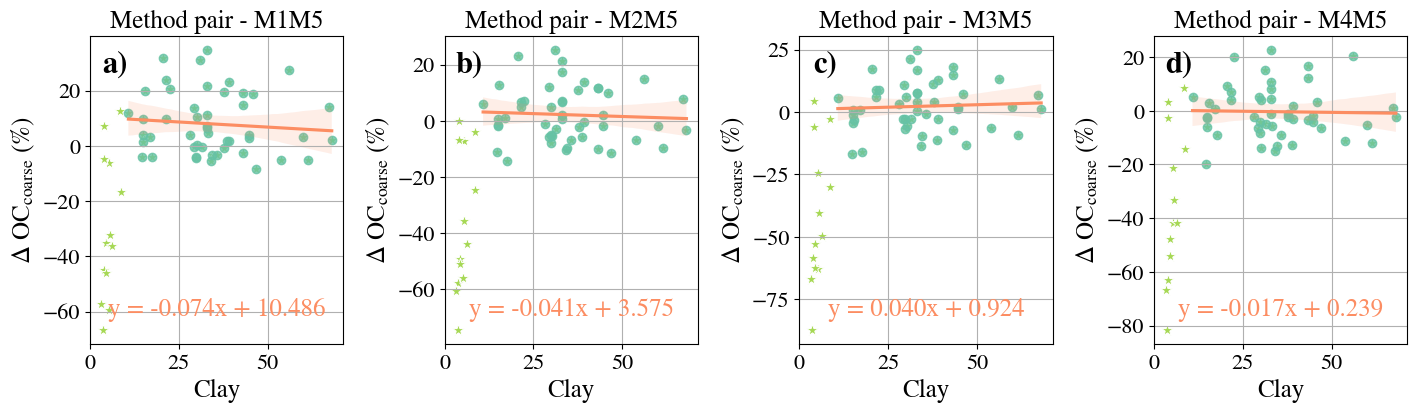 Method pair - M1M5
a)
Δ OCcoarse (%)
20
0
−20
−40
−60
y = -0.074x + 10.486
0
25
50
Clay
Method pair - M2M5
b)
Δ OCcoarse (%)
20
0
−20
−40
−60
y = -0.041x + 3.575
0
25
50
Clay
Method pair - M3M5
c)
Δ OCcoarse (%)
25
0
−25
−50
−75
y = 0.040x + 0.924
0
25
50
Clay
Method pair - M4M5
d)
Δ OCcoarse (%)
20
0
−20
−40
−60
−80
y = -0.017x + 0.239
0
25
50
Clay